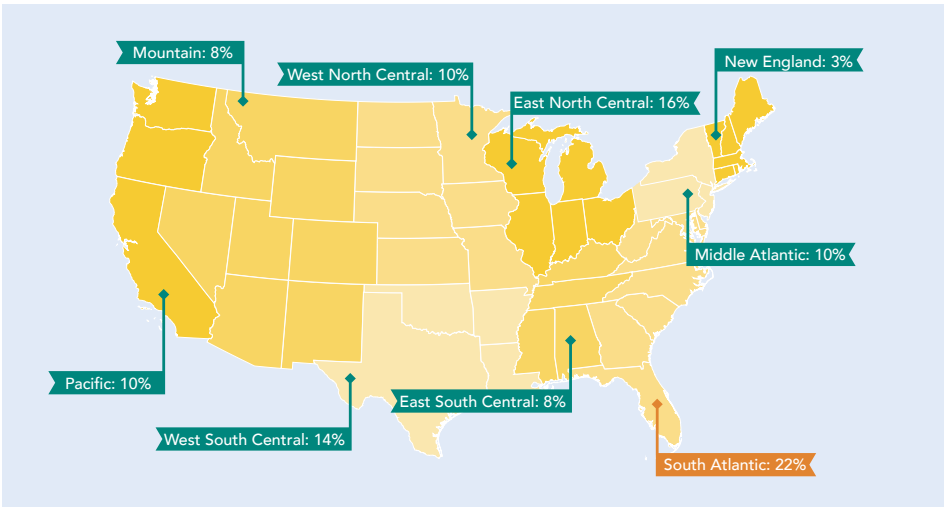 Mountain: 8%
New England: 3%
West North Central: 10%
East North Central: 16%
Middle Atlantic: 10%
Pacific: 10%
East South Central: 8%
West South Central: 14%
South Atlantic: 22%